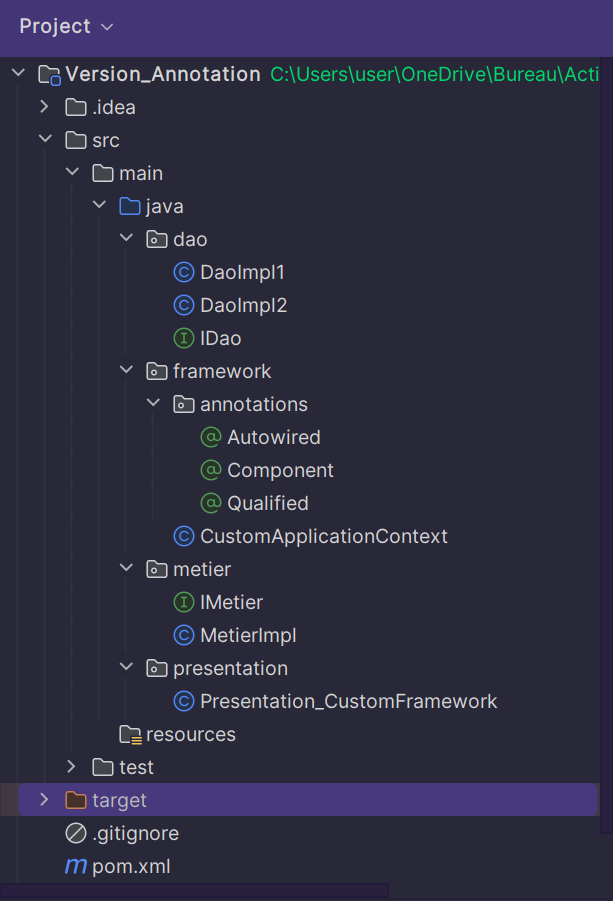 Project
Version_Annotation C:\Users\user\OneDrive\Bureau\Acti
.idea
src
main
java
dao
DaoImpl1
DaoImpl2
IDao
framework
annotations
Autowired
Component
Qualified
CustomApplicationContext
metier
IMetier
MetierImpl
presentation
Presentation_CustomFramework
resources
test
target
.gitignore
pom.xml